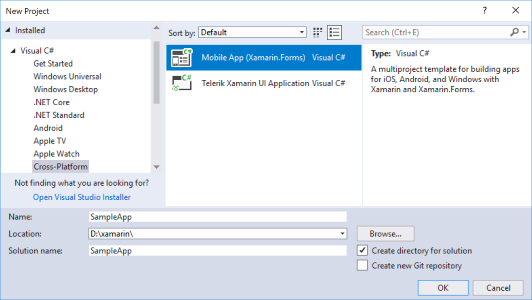 New Project
Installed
Sort by: Default
Search (Ctrl+E)
Visual C#
Get Started
Windows Universal
Windows Desktop
.NET Core
.NET Standard
Android
Apple TV
Apple Watch
Cross-Platform
Not finding what you are looking for?
Open Visual Studio Installer
C#
Mobile App (Xamarin.Forms) Visual C#
C#
Telerik Xamarin UI Application Visual C#
Type: Visual C#
A multiproject template for building apps
for iOS, Android, and Windows with
Xamarin and Xamarin.Forms.
Name: SampleApp
Location: D:\xamarin\
Browse...
Solution name: SampleApp
Create directory for solution
Create new Git repository
OK Cancel